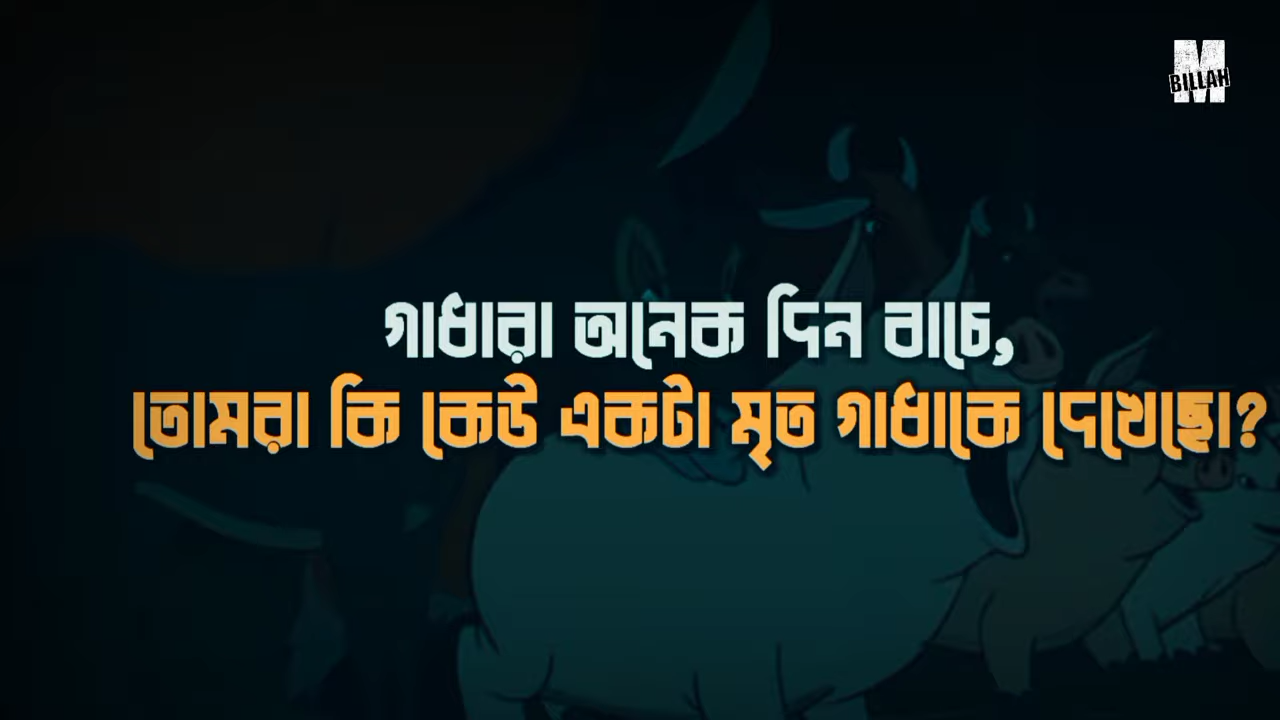 M
BILLAH
গাধারা অনেক দিন বাচে,
তোমরা কি কেউ একটা মৃত গাধাকে দেখেছো?